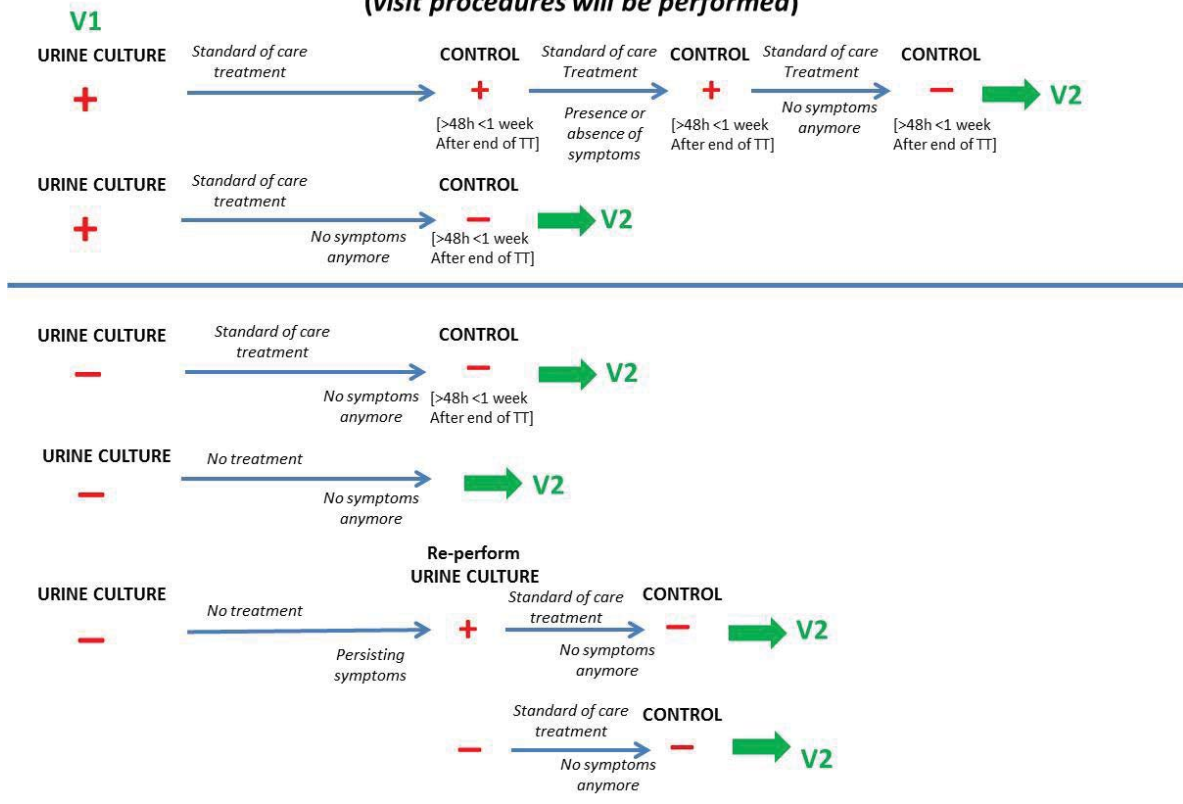 (visit procedures will be performed)
V1
URINE CULTURE
Standard of care
treatment
CONTROL
Standard of care
Treatment
CONTROL
Standard of care
Treatment
CONTROL
+
+
+
−
V2
[>48h <1 week
After end of TT]
Presence or
absence of
symptoms
[>48h <1 week
After end of TT]
No symptoms
anymore
[>48h <1 week
After end of TT]
URINE CULTURE
Standard of care
treatment
CONTROL
+
−
V2
No symptoms
anymore
[>48h <1 week
After end of TT]
URINE CULTURE
Standard of care
treatment
CONTROL
−
−
V2
No symptoms
anymore
[>48h <1 week
After end of TT]
URINE CULTURE
No treatment
−
V2
No symptoms
anymore
Re-perform
URINE CULTURE
URINE CULTURE
No treatment
Standard of care
treatment
CONTROL
−
+
−
V2
Persisting
symptoms
No symptoms
anymore
Standard of care
treatment
CONTROL
−
−
V2
No symptoms
anymore